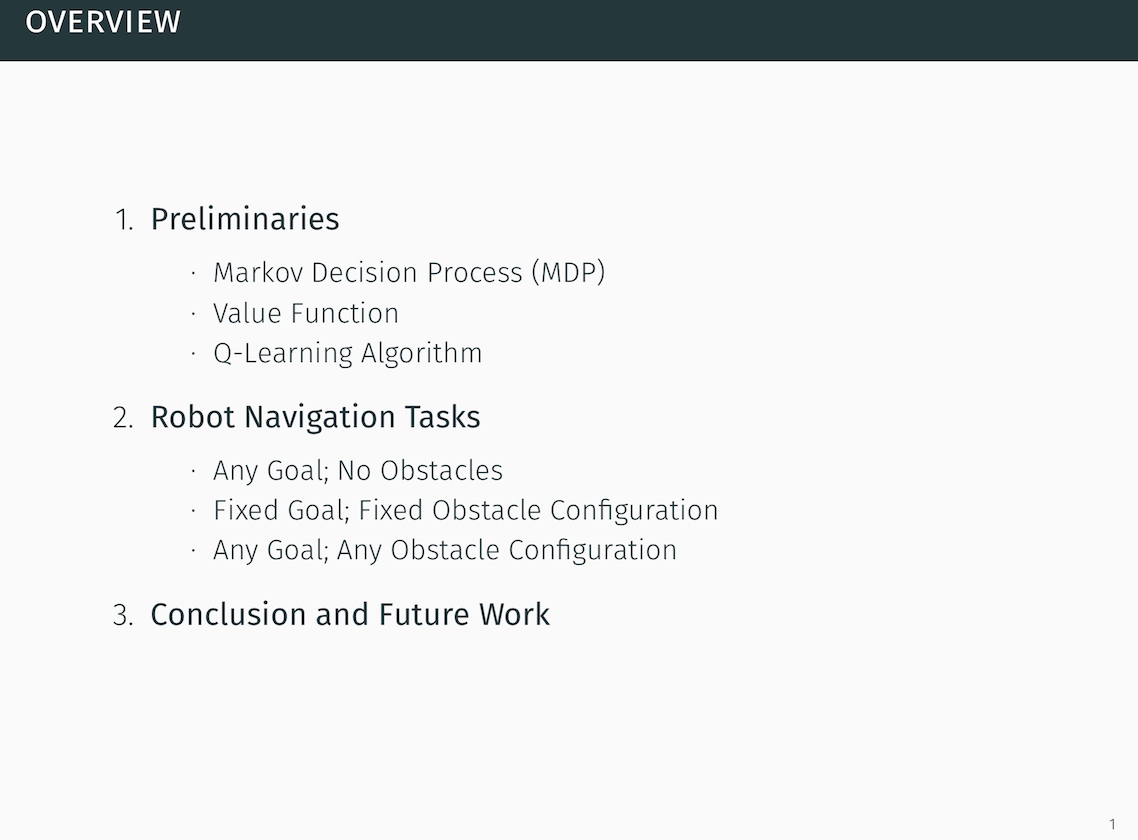 OVERVIEW
1. Preliminaries
· Markov Decision Process (MDP)
· Value Function
· Q-Learning Algorithm
2. Robot Navigation Tasks
· Any Goal; No Obstacles
· Fixed Goal; Fixed Obstacle Configuration
· Any Goal; Any Obstacle Configuration
3. Conclusion and Future Work
1